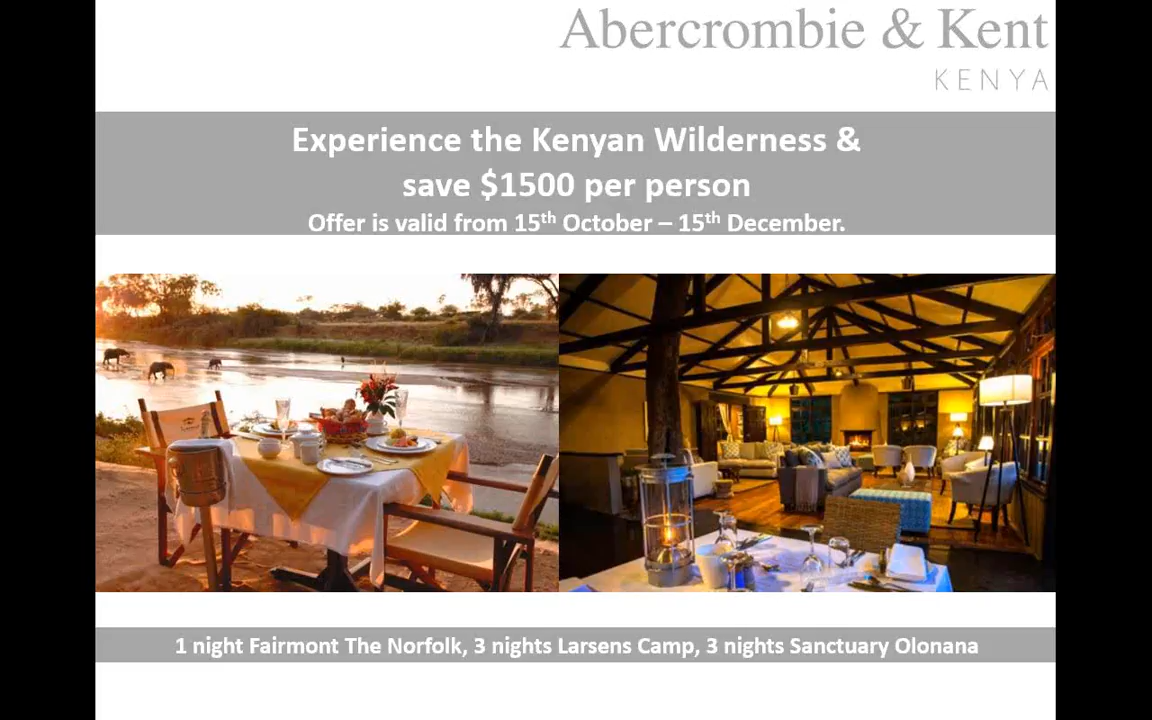 Abercrombie & Kent
KENYA
Experience the Kenyan Wilderness &
save $1500 per person
Offer is valid from 15th October – 15th December.
1 night Fairmont The Norfolk, 3 nights Larsens Camp, 3 nights Sanctuary Olonana